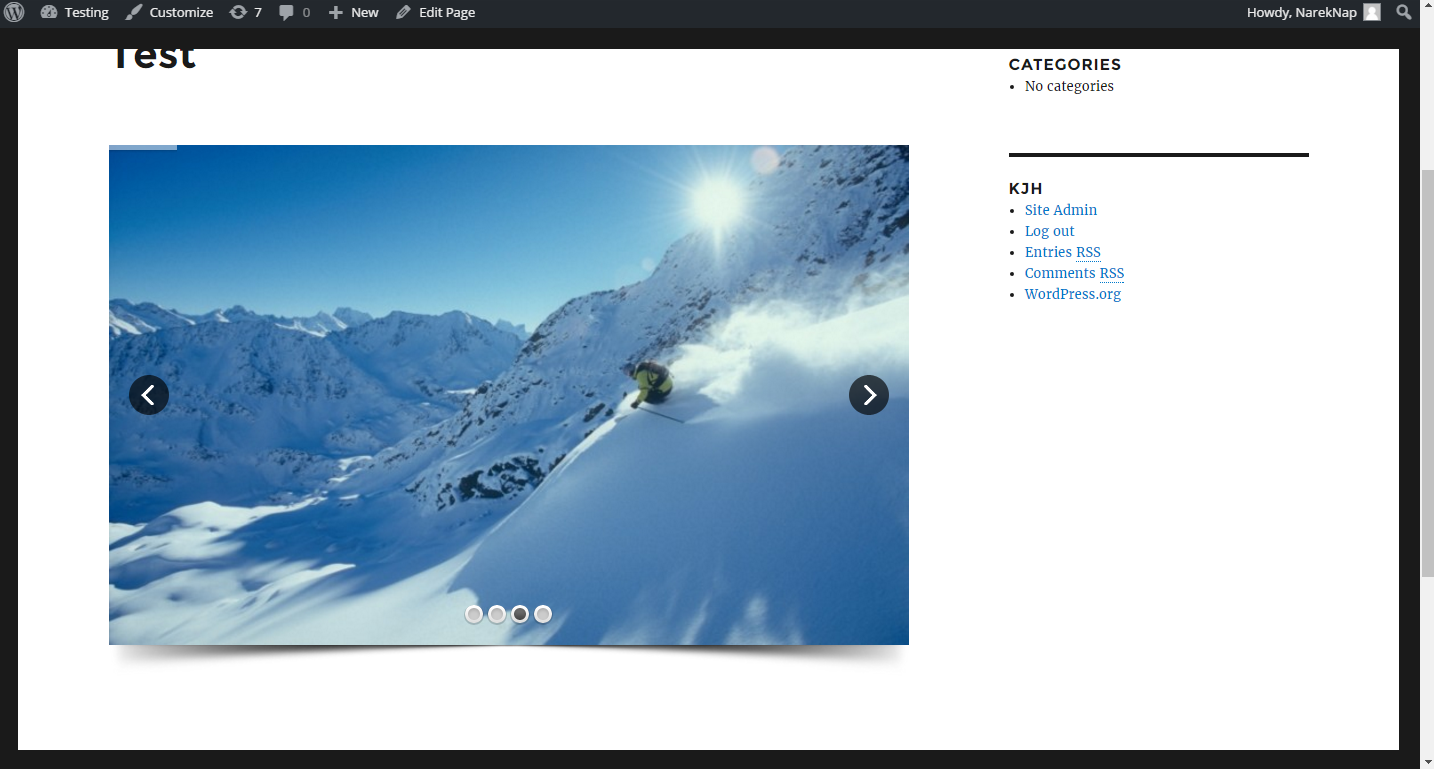 Testing Customize 7 0 New Edit Page Howdy, NarekNap
Test
CATEGORIES
No categories
KJH
Site Admin
Log out
Entries RSS
Comments RSS
WordPress.org